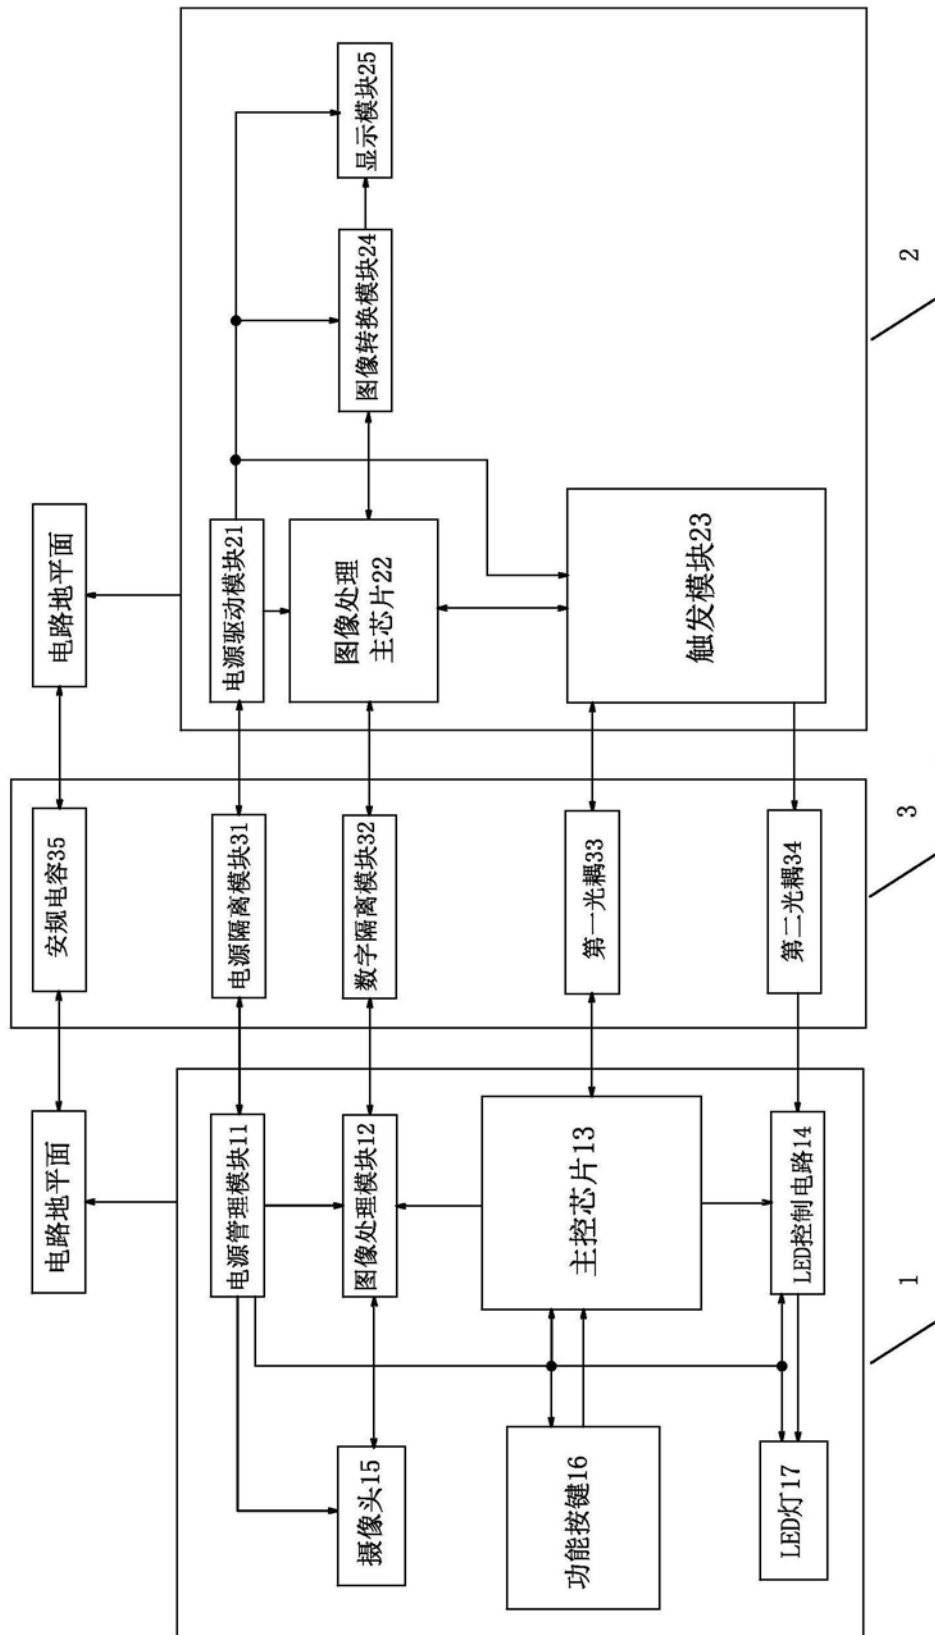 电路地平面
安规电容35
电路地平面
电源管理模块11
电源隔离模块31
电源驱动模块21
摄像头15
图像处理模块12
数字隔离模块32
图像处理
主芯片22
图像转换模块24
显示模块25
功能按键16
主控芯片13
第一光耦33
触发模块23
LED灯17
LED控制电路14
第二光耦34
1
3
2